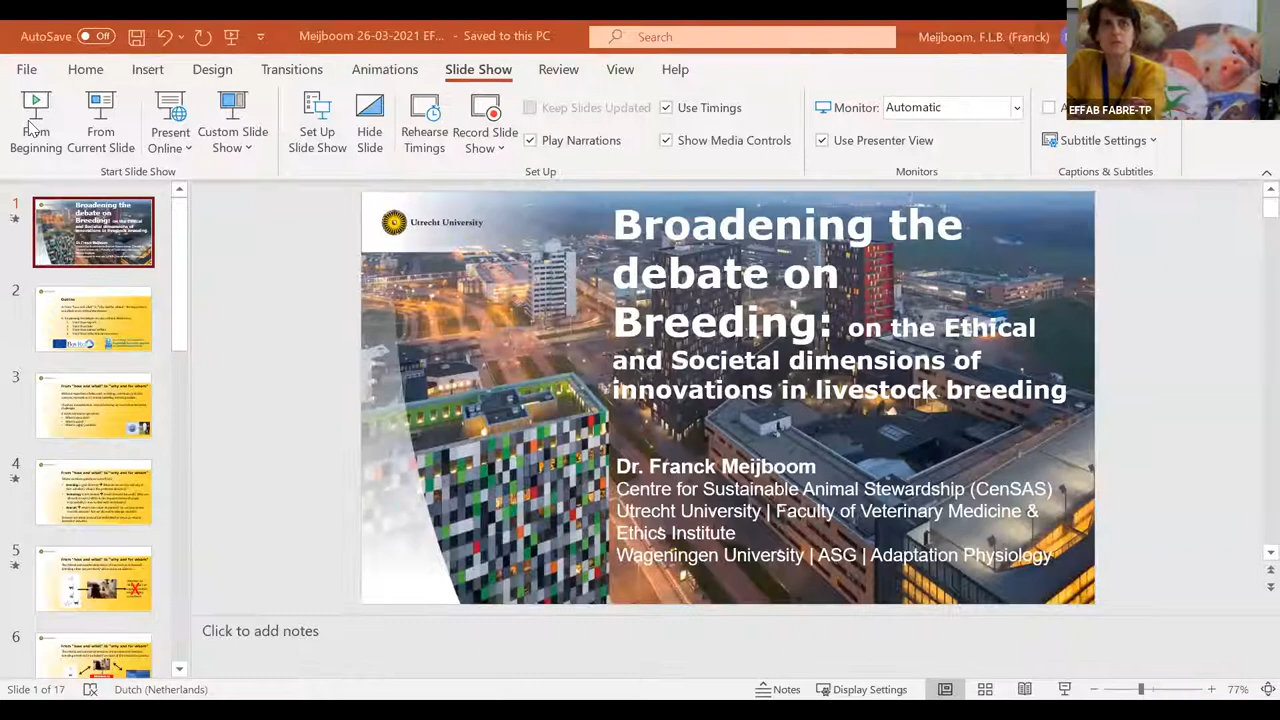 AutoSave Off Meijboom 26-03-2021 EF... - Saved to this PC Search Meijboom, F.L.B. (Franck)
File Home Insert Design Transitions Animations Slide Show Review View Help
EFFAB FABRE-TP
From Beginning
From Current Slide
Present Online
Custom Slide Show
Set Up Slide Show
Hide Slide
Rehearse Timings
Record Slide Show
Keep Slides Updated
Use Timings
Play Narrations
Show Media Controls
Monitor: Automatic
Use Presenter View
Subtitle Settings
Start Slide Show Set Up Monitors Captions & Subtitles
1
2
3
4
5
6
Utrecht University
Broadening the
debate on
Breeding: on the Ethical
and Societal dimensions of
innovations in livestock breeding
Dr. Franck Meijboom
Centre for Sustainable Animal Stewardship (CenSAS)
Utrecht University | Faculty of Veterinary Medicine &
Ethics Institute
Wageningen University | ASG | Adaptation Physiology
Click to add notes
Slide 1 of 17 Dutch (Netherlands) Notes Display Settings 77%